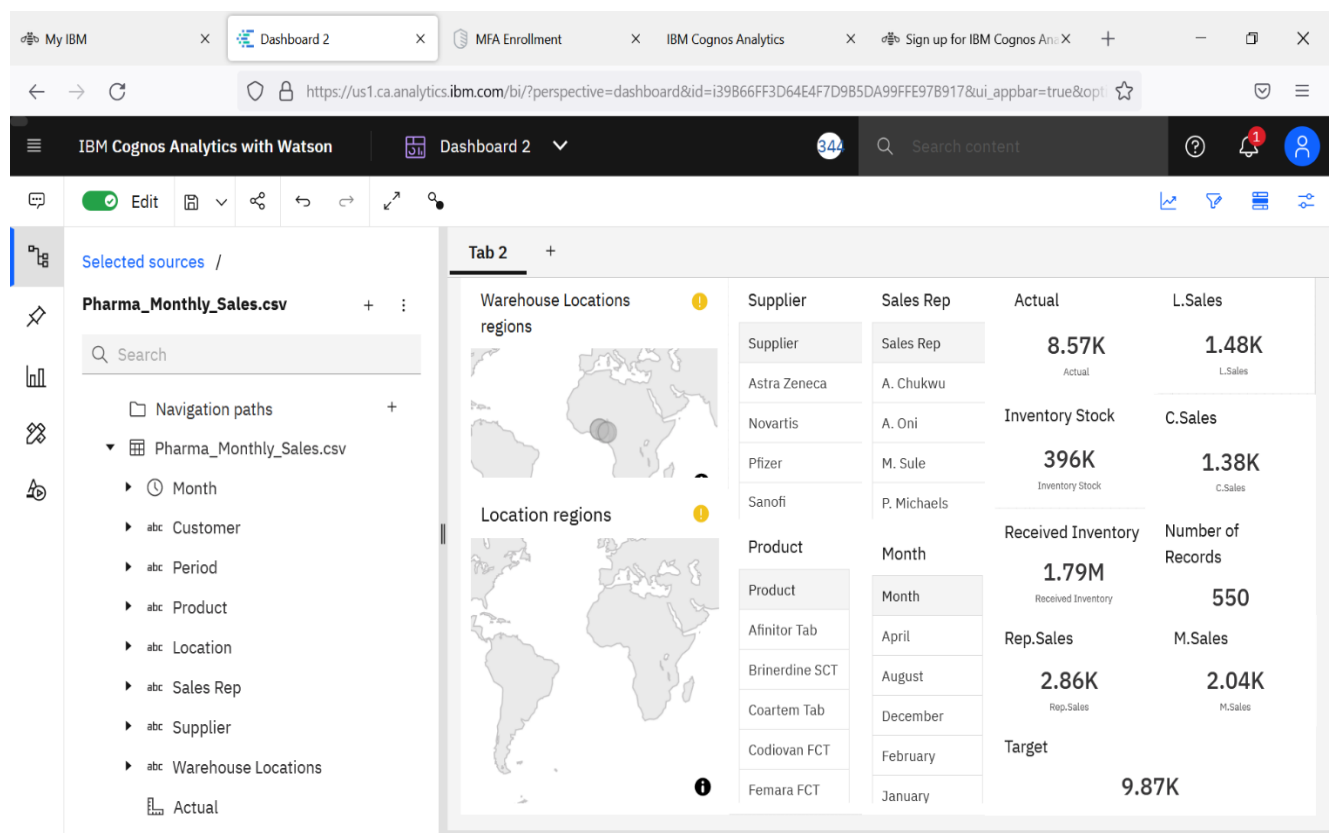 My IBM
Dashboard 2
MFA Enrollment
IBM Cognos Analytics
Sign up for IBM Cognos Ana
https://us1.ca.analytics.ibm.com/bi/?perspective=dashboard&id=i39B66FF3D64E4F7D9B5DA99FFE97B917&ui_appbar=true&opt
IBM Cognos Analytics with Watson
Dashboard 2
344
Search content
1
Edit
Selected sources /
Pharma_Monthly_Sales.csv
Search
Navigation paths
Pharma_Monthly_Sales.csv
Month
abc Customer
abc Period
abc Product
abc Location
abc Sales Rep
abc Supplier
abc Warehouse Locations
Actual
Tab 2
Warehouse Locations
regions
Location regions
Supplier
Supplier
Astra Zeneca
Novartis
Pfizer
Sanofi
Product
Product
Afinitor Tab
Brinerdine SCT
Coartem Tab
Codiovan FCT
Femara FCT
Sales Rep
Sales Rep
A. Chukwu
A. Oni
M. Sule
P. Michaels
Month
Month
April
August
December
February
January
Actual
8.57K
Actual
Inventory Stock
396K
Inventory Stock
Received Inventory
1.79M
Received Inventory
Rep.Sales
2.86K
Rep.Sales
Target
9.87K
L.Sales
1.48K
L.Sales
C.Sales
1.38K
C.Sales
Number of
Records
550
M.Sales
2.04K
M.Sales